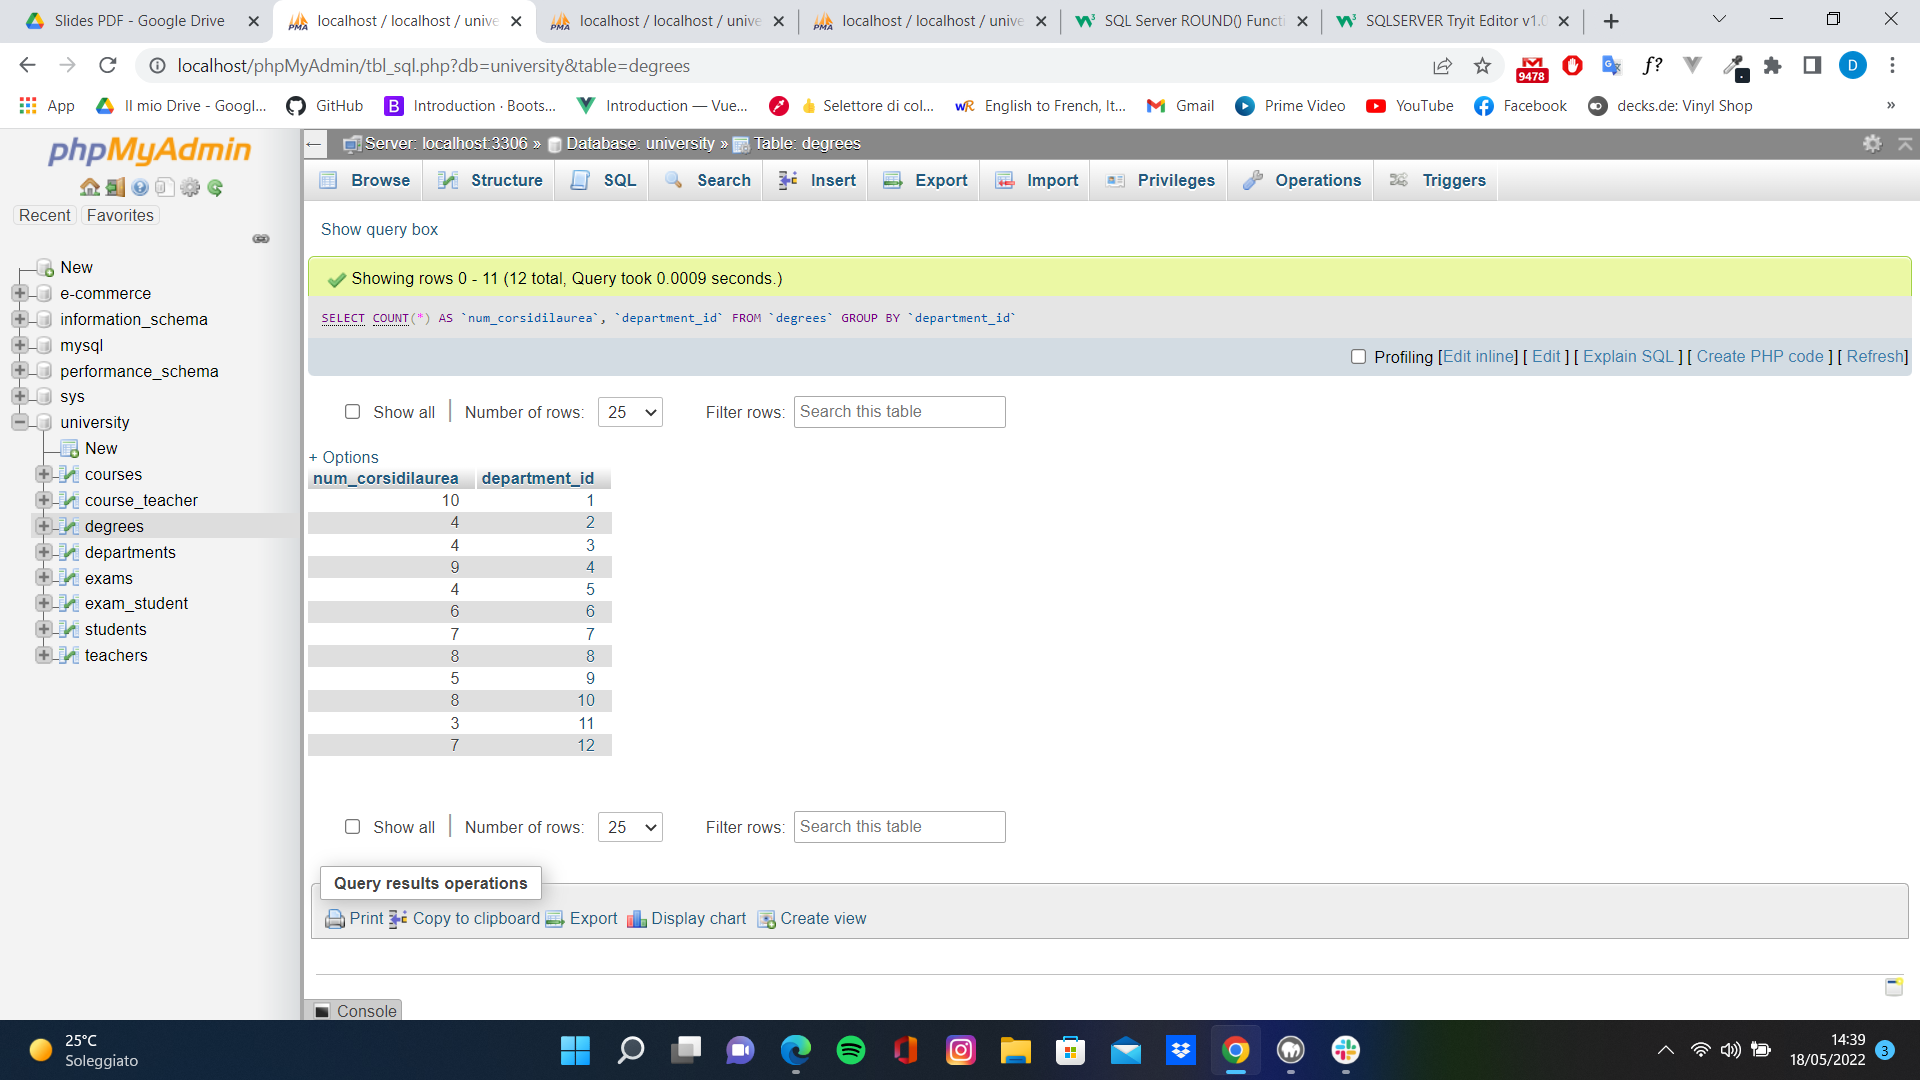 Slides PDF - Google Drive
localhost / localhost / unive
localhost / localhost / unive
localhost / localhost / unive
SQL Server ROUND() Functi
SQLSERVER Tryit Editor v1.0
localhost/phpMyAdmin/tbl_sql.php?db=university&table=degrees
9478
f?
D
App
Il mio Drive - Googl...
GitHub
Introduction · Boots...
Introduction — Vue...
Selettore di col...
English to French, It...
Gmail
Prime Video
YouTube
Facebook
decks.de: Vinyl Shop
»
phpMyAdmin
Recent
Favorites
New
e-commerce
information_schema
mysql
performance_schema
sys
university
New
courses
course_teacher
degrees
departments
exams
exam_student
students
teachers
Server: localhost:3306 » Database: university » Table: degrees
Browse
Structure
SQL
Search
Insert
Export
Import
Privileges
Operations
Triggers
Show query box
Showing rows 0 - 11 (12 total, Query took 0.0009 seconds.)
SELECT COUNT(*) AS `num_corsidilaurea`, `department_id` FROM `degrees` GROUP BY `department_id`
Profiling [Edit inline] [ Edit ] [ Explain SQL ] [ Create PHP code ] [ Refresh]
Show all | Number of rows: 25 Filter rows: Search this table
+ Options
num_corsidilaurea department_id
10 1
4 2
4 3
9 4
4 5
6 6
7 7
8 8
5 9
8 10
3 11
7 12
Show all | Number of rows: 25 Filter rows: Search this table
Query results operations
Print Copy to clipboard Export Display chart Create view
Console
25°C
Soleggiato
14:39
18/05/2022
3